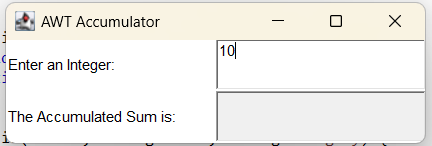 AWT Accumulator
Enter an Integer:
10
The Accumulated Sum is: